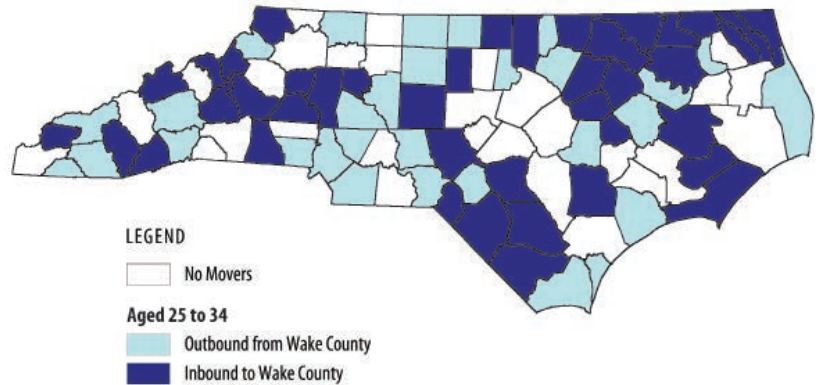 LEGEND
No Movers
Aged 25 to 34
Outbound from Wake County
Inbound to Wake County